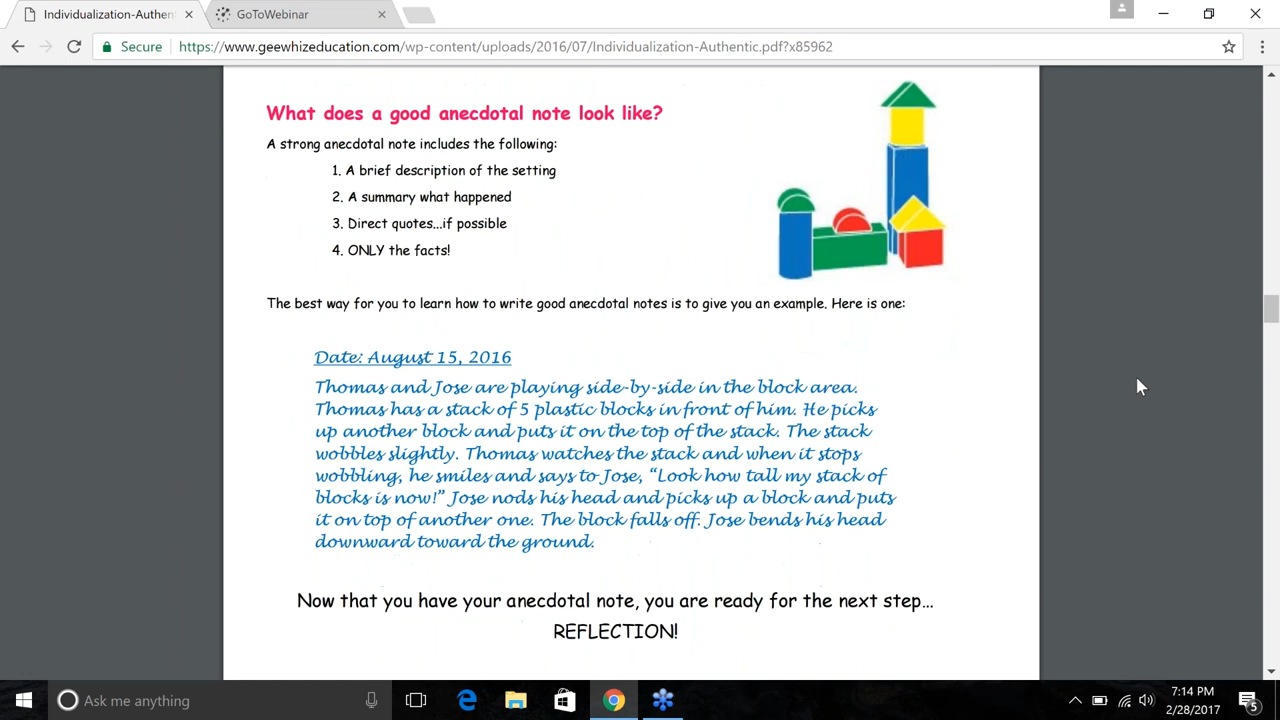 Individualization-Authen
GoToWebinar
Secure
https://www.geewhizeducation.com/wp-content/uploads/2016/07/Individualization-Authentic.pdf?x85962
What does a good anecdotal note look like?
A strong anecdotal note includes the following:
1. A brief description of the setting
2. A summary what happened
3. Direct quotes...if possible
4. ONLY the facts!
The best way for you to learn how to write good anecdotal notes is to give you an example. Here is one:
Date: August 15, 2016
Thomas and Jose are playing side-by-side in the block area.
Thomas has a stack of 5 plastic blocks in front of him. He picks
up another block and puts it on the top of the stack. The stack
wobbles slightly. Thomas watches the stack and when it stops
wobbling, he smiles and says to Jose, “Look how tall my stack of
blocks is now!” Jose nods his head and picks up a block and puts
it on top of another one. The block falls off. Jose bends his head
downward toward the ground.
Now that you have your anecdotal note, you are ready for the next step…
REFLECTION!
Ask me anything
7:14 PM
2/28/2017
5